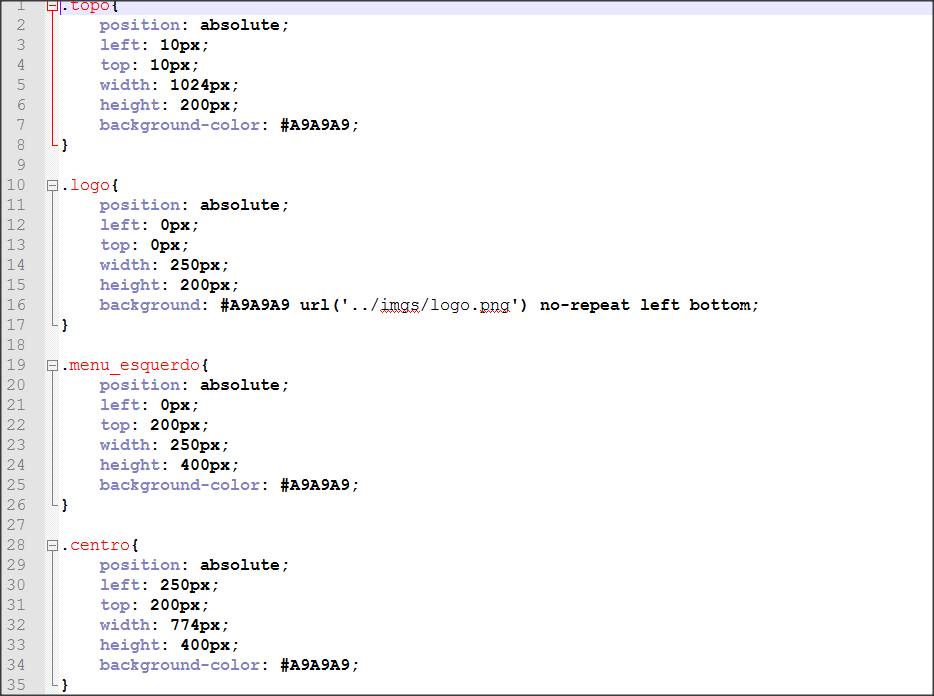 1 .topo{
2 position: absolute;
3 left: 10px;
4 top: 10px;
5 width: 1024px;
6 height: 200px;
7 background-color: #A9A9A9;
8 }
9
10 .logo{
11 position: absolute;
12 left: 0px;
13 top: 0px;
14 width: 250px;
15 height: 200px;
16 background: #A9A9A9 url('../imgs/logo.png') no-repeat left bottom;
17 }
18
19 .menu_esquerdo{
20 position: absolute;
21 left: 0px;
22 top: 200px;
23 width: 250px;
24 height: 400px;
25 background-color: #A9A9A9;
26 }
27
28 .centro{
29 position: absolute;
30 left: 250px;
31 top: 200px;
32 width: 774px;
33 height: 400px;
34 background-color: #A9A9A9;
35 }